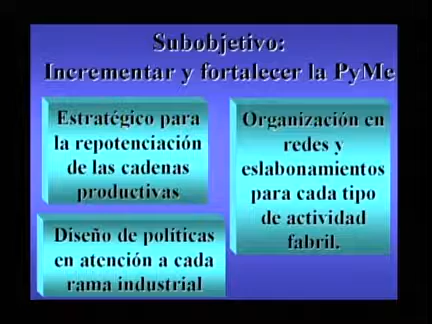 Subobjetivo:
Incrementar y fortalecer la PyMe
Estratégico para
la repotenciación
de las cadenas
productivas
Organización en
redes y
eslabonamientos
para cada tipo
de actividad
fabril.
Diseño de políticas
en atención a cada
rama industrial